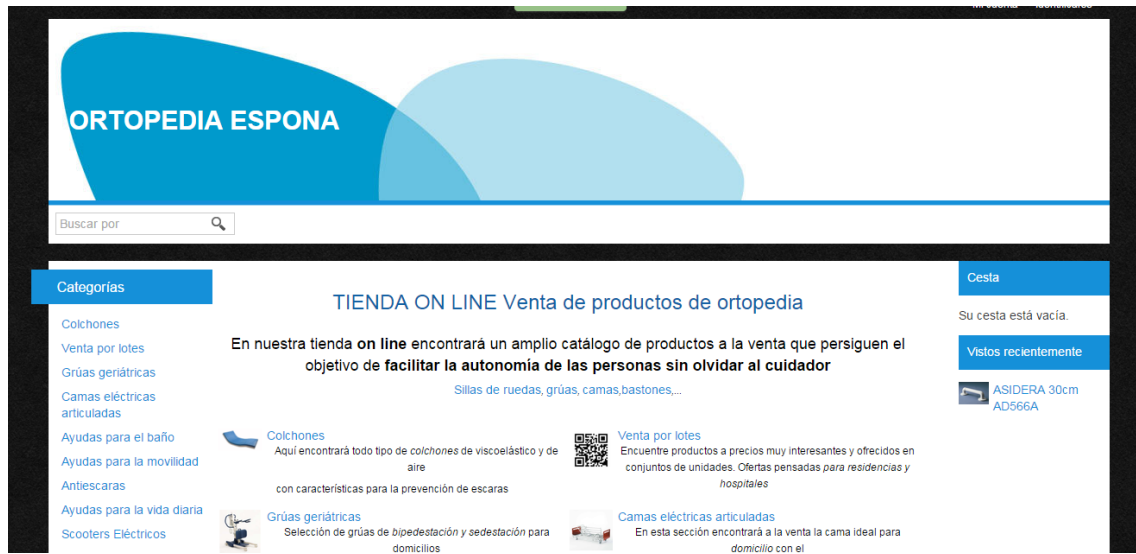 ORTOPEDIA ESPONA
Buscar por
Categorías
Colchones
Venta por lotes
Grúas geriátricas
Camas eléctricas
articuladas
Ayudas para el baño
Ayudas para la movilidad
Antiescaras
Ayudas para la vida diaria
Scooters Eléctricos
TIENDA ON LINE Venta de productos de ortopedia
En nuestra tienda on line encontrará un amplio catálogo de productos a la venta que persiguen el
objetivo de facilitar la autonomía de las personas sin olvidar al cuidador
Sillas de ruedas, grúas, camas,bastones,...
Colchones
Aquí encontrará todo tipo de colchones de viscoelástico y de
aire
con características para la prevención de escaras
Venta por lotes
Encuentre productos a precios muy interesantes y ofrecidos en
conjuntos de unidades. Ofertas pensadas para residencias y
hospitales
Grúas geriátricas
Selección de grúas de bipedestación y sedestación para
domicilios
Camas eléctricas articuladas
En esta sección encontrará a la venta la cama ideal para
domicilio con el
Cesta
Su cesta está vacía.
Vistos recientemente
ASIDERA 30cm
AD566A